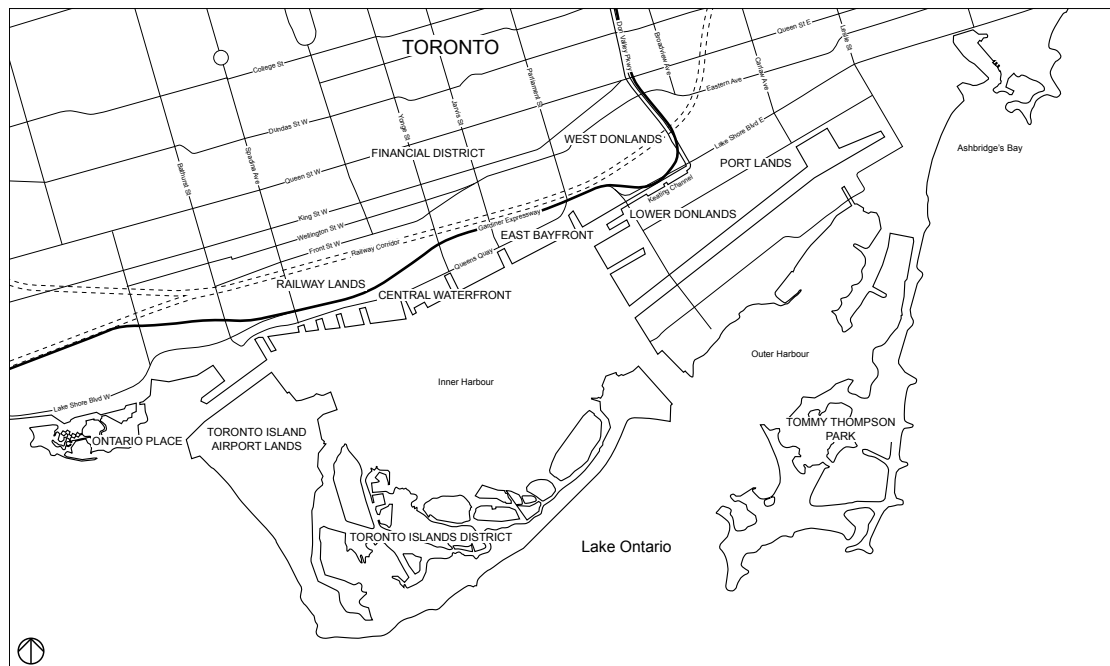 TORONTO
College St
Dundas St W
Queen St W
King St W
Wellington St W
Front St W
Railway Corridor
Gardiner Expressway
Queens Quay
Lake Shore Blvd W
Bathurst St
Spadina Ave
Yonge St
Jarvis St
Parliament St
Don Valley Pkwy
Broadview Ave
Carlaw Ave
Leslie St
Queen St E
Eastern Ave
Lake Shore Blvd E
Keating Channel
FINANCIAL DISTRICT
WEST DONLANDS
PORT LANDS
LOWER DONLANDS
EAST BAYFRONT
RAILWAY LANDS
CENTRAL WATERFRONT
Ashbridge's Bay
Inner Harbour
Outer Harbour
ONTARIO PLACE
TORONTO ISLAND
AIRPORT LANDS
TOMMY THOMPSON
PARK
TORONTO ISLANDS DISTRICT
Lake Ontario